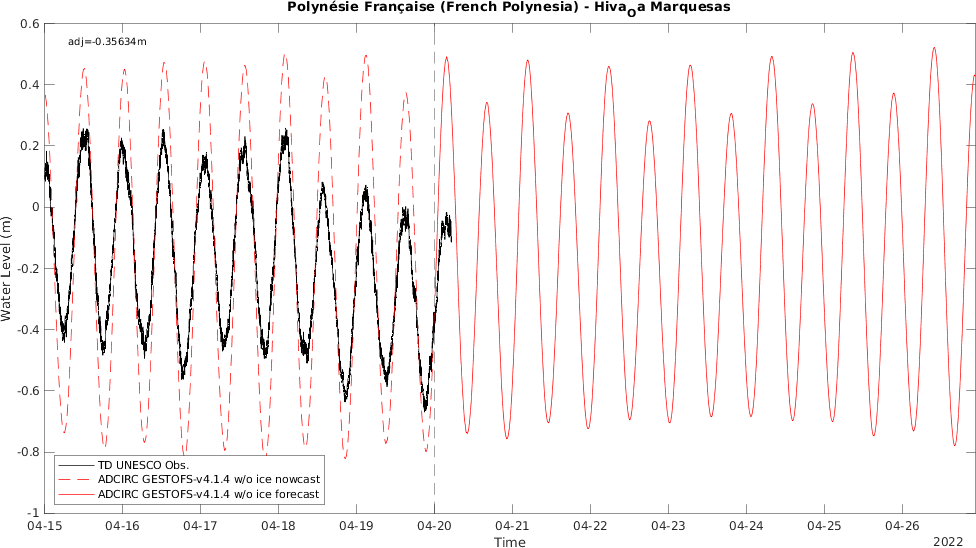 Polynésie Française (French Polynesia) - Hiva_Oa Marquesas
adj=-0.35634m
0.6
0.4
0.2
0
-0.2
-0.4
-0.6
-0.8
-1
Water Level (m)
TD UNESCO Obs.
ADCIRC GESTOFS-v4.1.4 w/o ice nowcast
ADCIRC GESTOFS-v4.1.4 w/o ice forecast
04-15 04-16 04-17 04-18 04-19 04-20 04-21 04-22 04-23 04-24 04-25 04-26
Time
2022